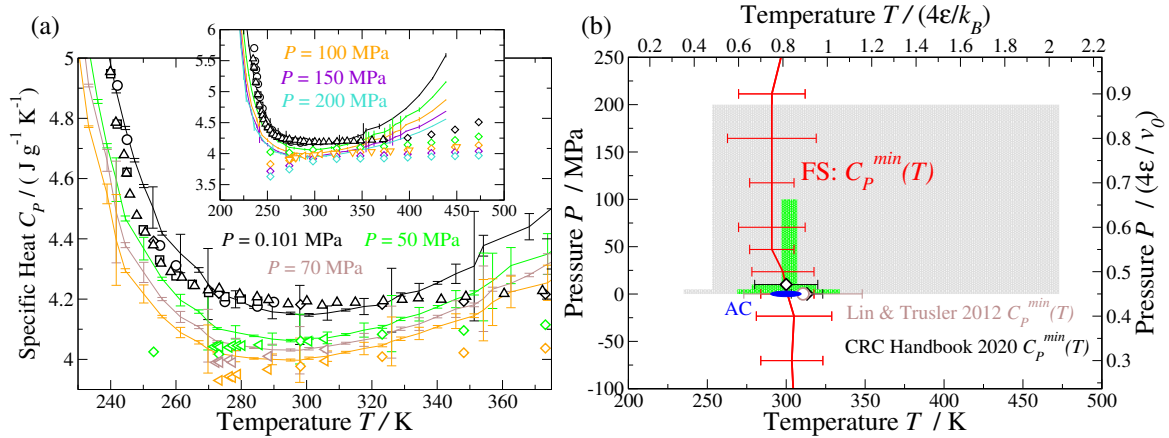 (a)
6
5.5
5
4.5
4
3.5
200
250
300
350
400
450
500
P = 100 MPa
P = 150 MPa
P = 200 MPa
5
4.8
4.6
4.4
4.2
4
Specific Heat C_P / ( J g⁻¹ K⁻¹)
P = 0.101 MPa
P = 50 MPa
P = 70 MPa
230
260
280
300
320
340
360
Temperature T / K
(b)
Temperature T / (4ε/k_B)
0.2 0.4 0.6 0.8 1 1.2 1.4 1.6 1.8 2 2.2
250
200
150
100
50
0
-50
-100
Pressure P / MPa
FS: C_P^min(T)
AC
Lin & Trusler 2012 C_P^min(T)
CRC Handbook 2020 C_P^min(T)
0.9
0.8
0.7
0.6
0.5
0.4
0.3
Pressure P / (4ε / v₀)
200 250 300 350 400 450 500
Temperature T / K